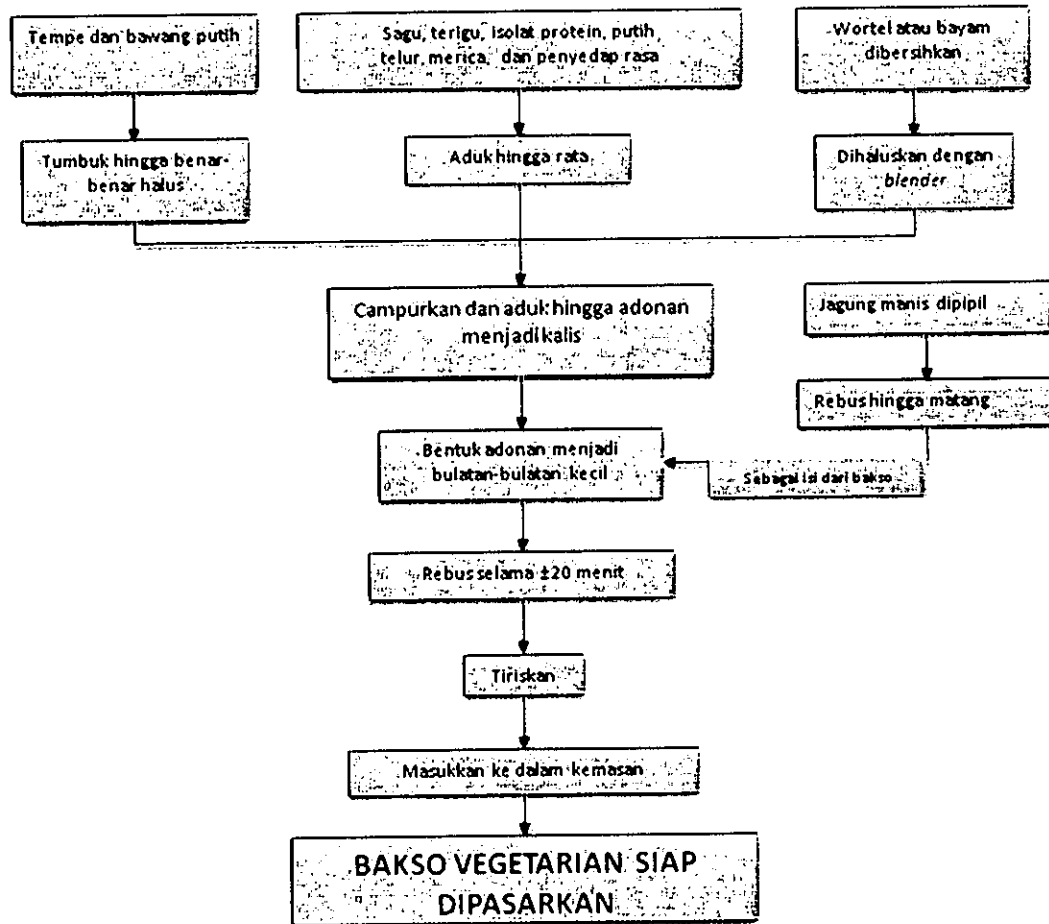 Tempe dan bawang putih
Sagu, terigu, isolat protein, putih
telur, merica, dan penyedap rasa
Wortel atau bayam
dibersihkan
Tumbuk hingga benar-
benar halus
Aduk hingga rata
Dihaluskan dengan
blender
Campurkan dan aduk hingga adonan
menjadi kalis
Jagung manis dipipil
Rebus hingga matang
Bentuk adonan menjadi
bulatan-bulatan kecil
Sebagai isi dari bakso
Rebus selama ±20 menit
Tiriskan
Masukkan ke dalam kemasan
BAKSO VEGETARIAN SIAP
DIPASARKAN